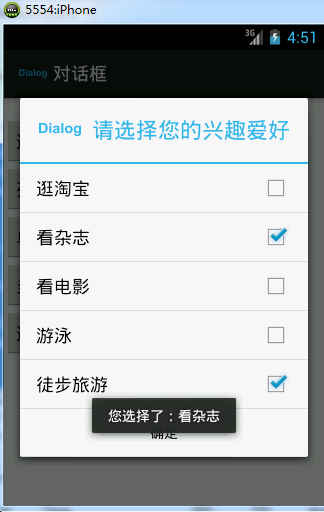 5554:iPhone
3G 4:51
Dialog 对话框
Dialog 请选择您的兴趣爱好
逛淘宝
看杂志
看电影
游泳
徒步旅游
您选择了：看杂志
确定